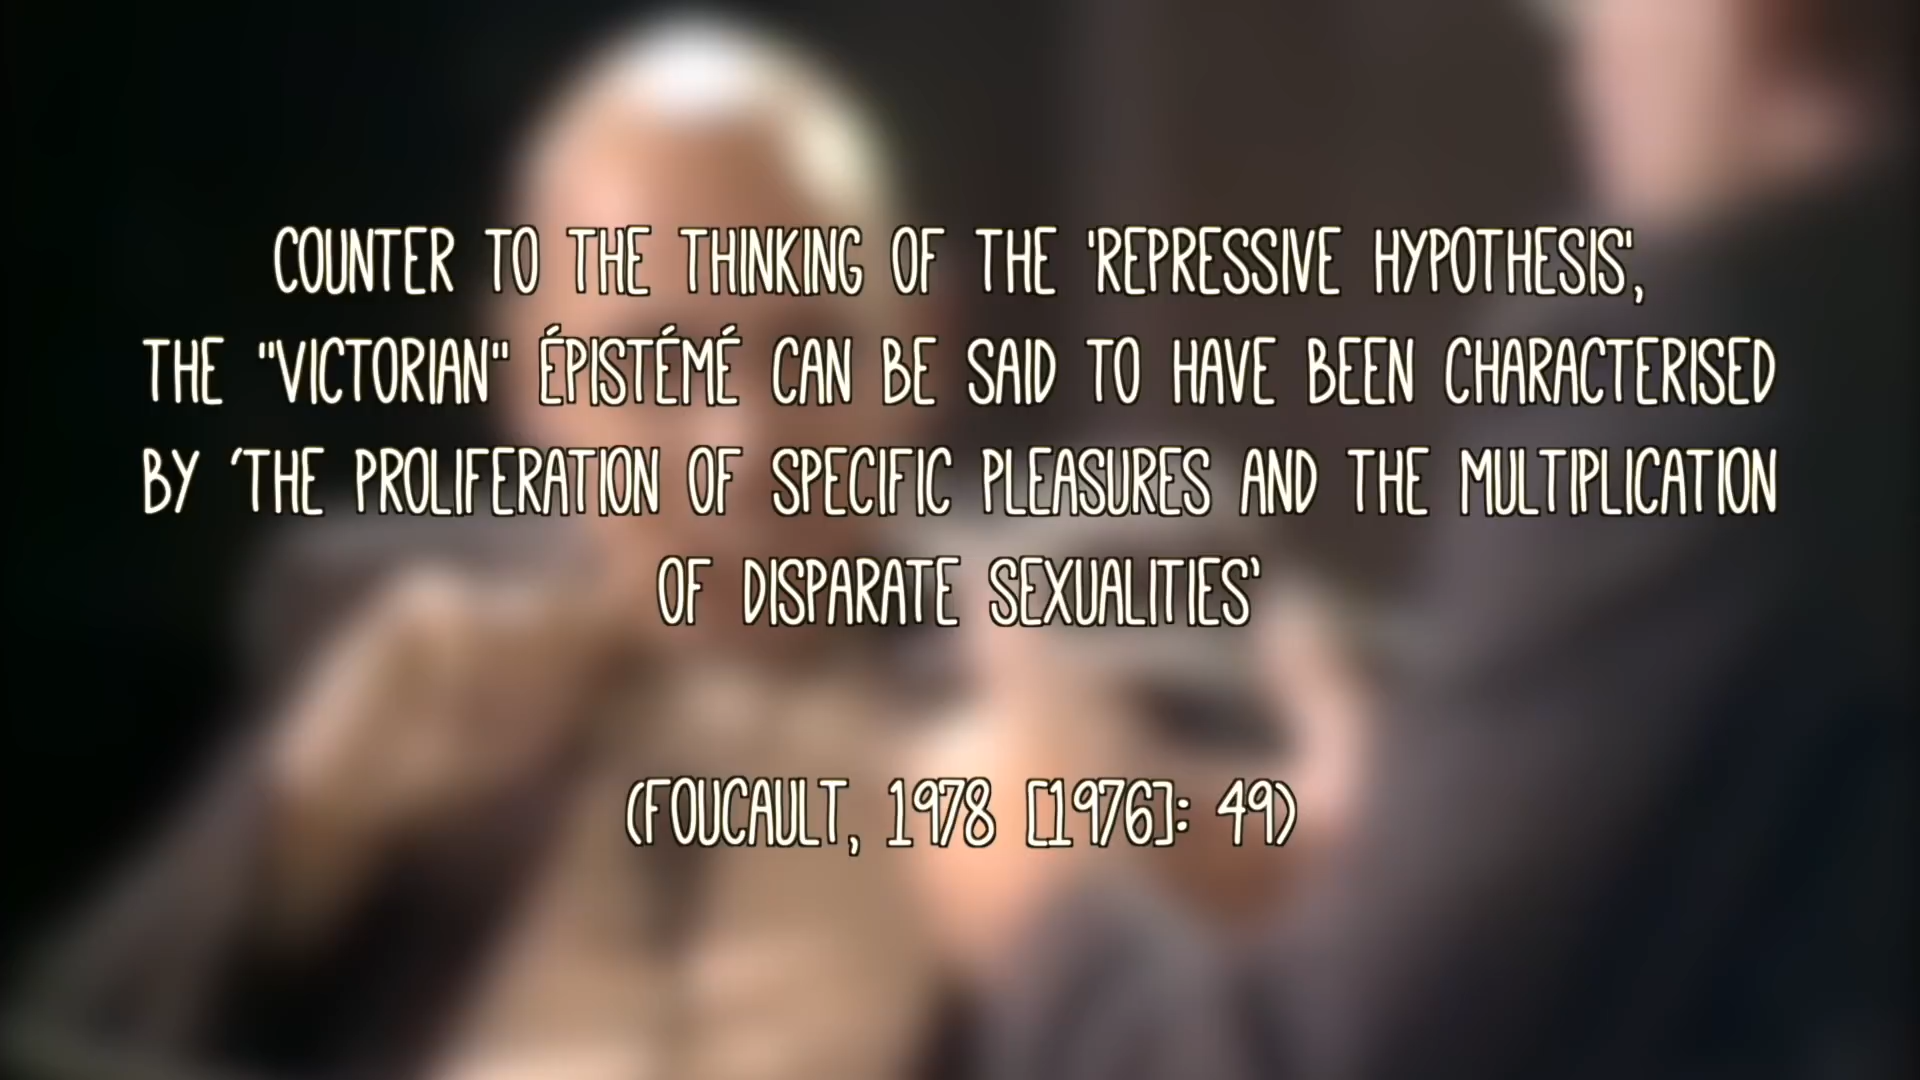 COUNTER TO THE THINKING OF THE 'REPRESSIVE HYPOTHESIS',
THE "VICTORIAN" ÉPISTÉMÉ CAN BE SAID TO HAVE BEEN CHARACTERISED
BY ‘THE PROLIFERATION OF SPECIFIC PLEASURES AND THE MULTIPLICATION
OF DISPARATE SEXUALITIES’
(FOUCAULT, 1978 [1976]: 49)